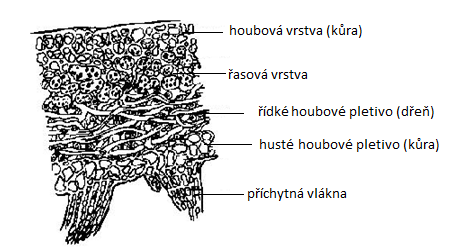 houbová vrstva (kůra)
řasová vrstva
řídké houbové pletivo (dřeň)
husté houbové pletivo (kůra)
příchytná vlákna